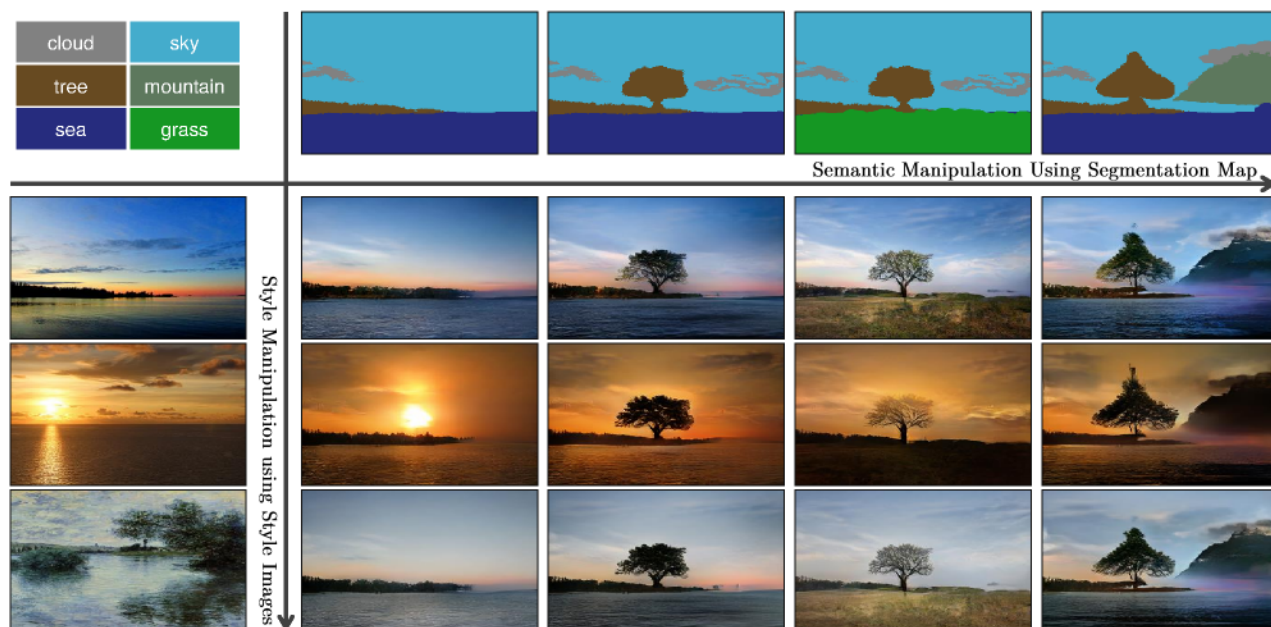 cloud sky
tree mountain
sea grass
Semantic Manipulation Using Segmentation Map
Style Manipulation using Style Images